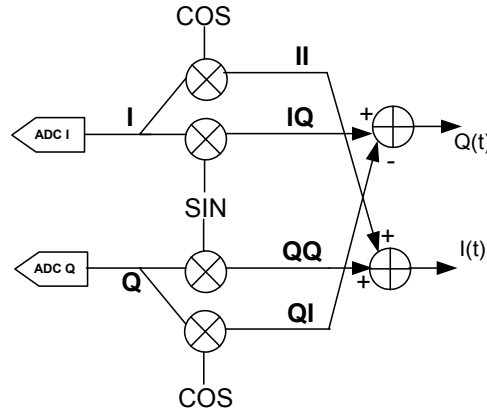 COS
II
ADC I
I
IQ
+
-
Q(t)
SIN
+
I(t)
ADC Q
Q
QQ
+
QI
COS